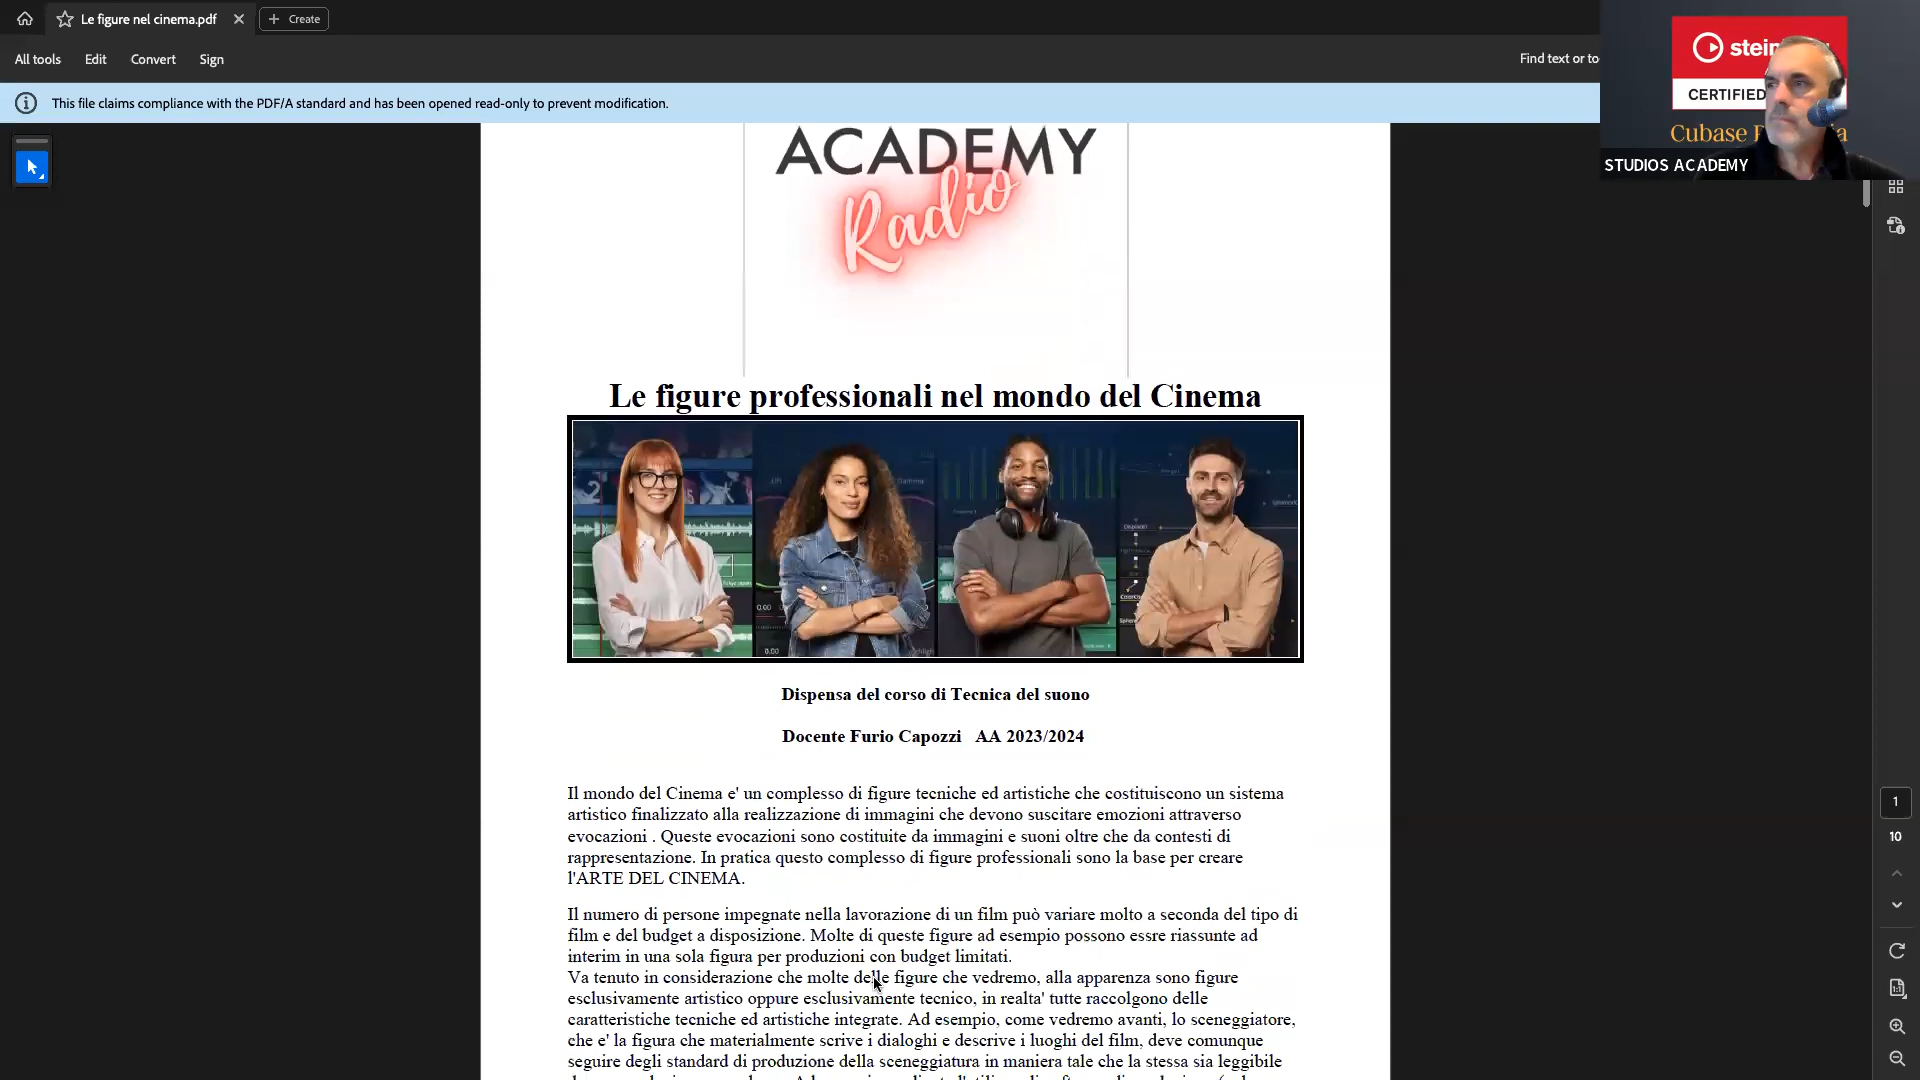 Le figure nel cinema.pdf
Create
All tools
Edit
Convert
Sign
Find text or to
This file claims compliance with the PDF/A standard and has been opened read-only to prevent modification.
CERTIFIED
Cubase
STUDIOS ACADEMY
ACADEMY
Radio
Le figure professionali nel mondo del Cinema
0.00
0.00
Dispensa del corso di Tecnica del suono
Docente Furio Capozzi AA 2023/2024
Il mondo del Cinema e' un complesso di figure tecniche ed artistiche che costituiscono un sistema
artistico finalizzato alla realizzazione di immagini che devono suscitare emozioni attraverso
evocazioni . Queste evocazioni sono costituite da immagini e suoni oltre che da contesti di
rappresentazione. In pratica questo complesso di figure professionali sono la base per creare
l'ARTE DEL CINEMA.
Il numero di persone impegnate nella lavorazione di un film può variare molto a seconda del tipo di
film e del budget a disposizione. Molte di queste figure ad esempio possono essre riassunte ad
interim in una sola figura per produzioni con budget limitati.
Va tenuto in considerazione che molte delle figure che vedremo, alla apparenza sono figure
esclusivamente artistico oppure esclusivamente tecnico, in realta' tutte raccolgono delle
caratteristiche tecniche ed artistiche integrate. Ad esempio, come vedremo avanti, lo sceneggiatore,
che e' la figura che materialmente scrive i dialoghi e descrive i luoghi del film, deve comunque
seguire degli standard di produzione della sceneggiatura in maniera tale che la stessa sia leggibile
1
10